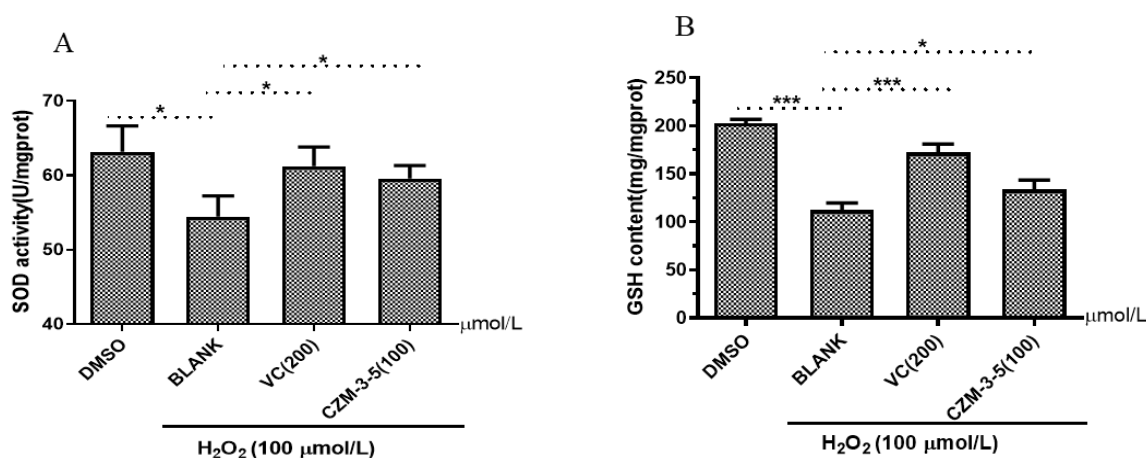 A
*
*
*
SOD activity(U/mgprot)
70
60
50
40
μmol/L
DMSO
BLANK
VC(200)
CZM-3-5(100)
H₂O₂ (100 μmol/L)
B
*
***
***
GSH content(mg/mgprot)
250
200
150
100
50
0
μmol/L
DMSO
BLANK
VC(200)
CZM-3-5(100)
H₂O₂ (100 μmol/L)